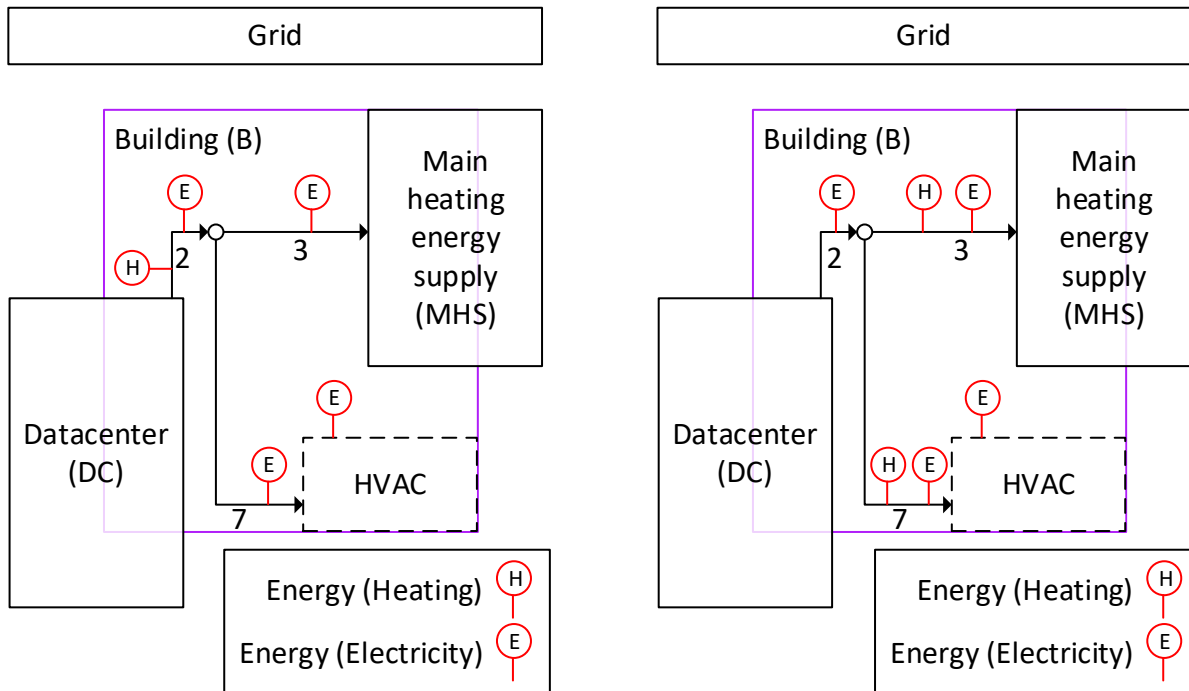 Grid
Building (B)
Main
heating
energy
supply
(MHS)
E
E
2
3
H
Datacenter
(DC)
E
E
HVAC
7
Energy (Heating) H
Energy (Electricity) E
Grid
Building (B)
Main
heating
energy
supply
(MHS)
E
H
E
2
3
Datacenter
(DC)
E
H
E
HVAC
7
Energy (Heating) H
Energy (Electricity) E